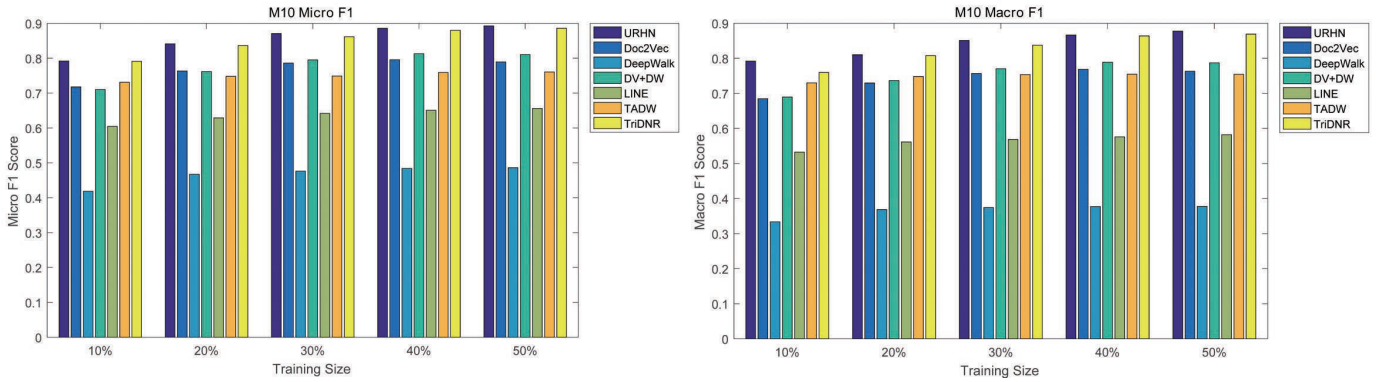 M10 Micro F1
Micro F1 Score
0.9
0.8
0.7
0.6
0.5
0.4
0.3
0.2
0.1
0
10%
20%
30%
40%
50%
Training Size
URHN
Doc2Vec
DeepWalk
DV+DW
LINE
TADW
TriDNR
M10 Macro F1
Macro F1 Score
0.9
0.8
0.7
0.6
0.5
0.4
0.3
0.2
0.1
0
10%
20%
30%
40%
50%
Training Size
URHN
Doc2Vec
DeepWalk
DV+DW
LINE
TADW
TriDNR